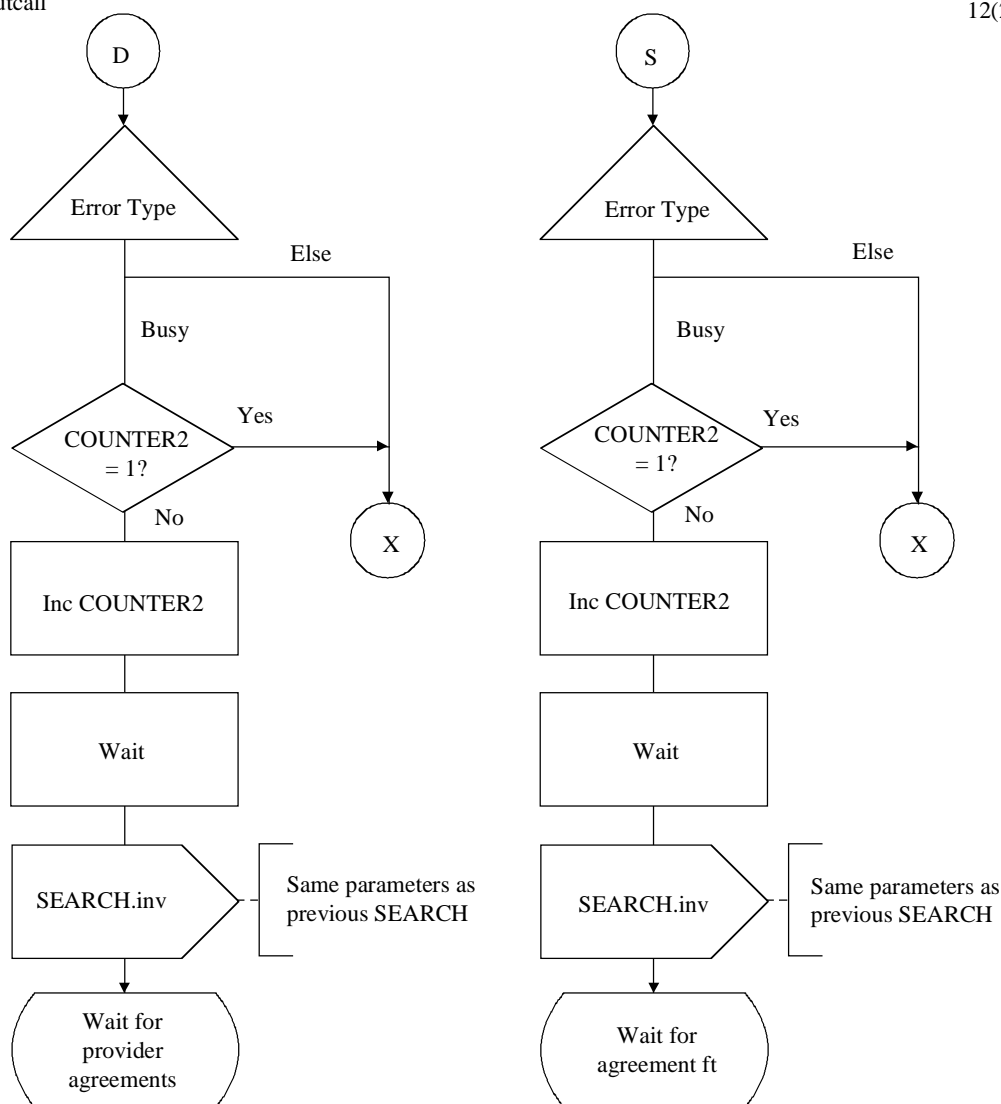 D
Error Type
Else
Busy
COUNTER2
= 1?
Yes
No
X
Inc COUNTER2
Wait
SEARCH.inv
Same parameters as
previous SEARCH
Wait for
provider
agreements
S
Error Type
Else
Busy
COUNTER2
= 1?
Yes
No
X
Inc COUNTER2
Wait
SEARCH.inv
Same parameters as
previous SEARCH
Wait for
agreement ft